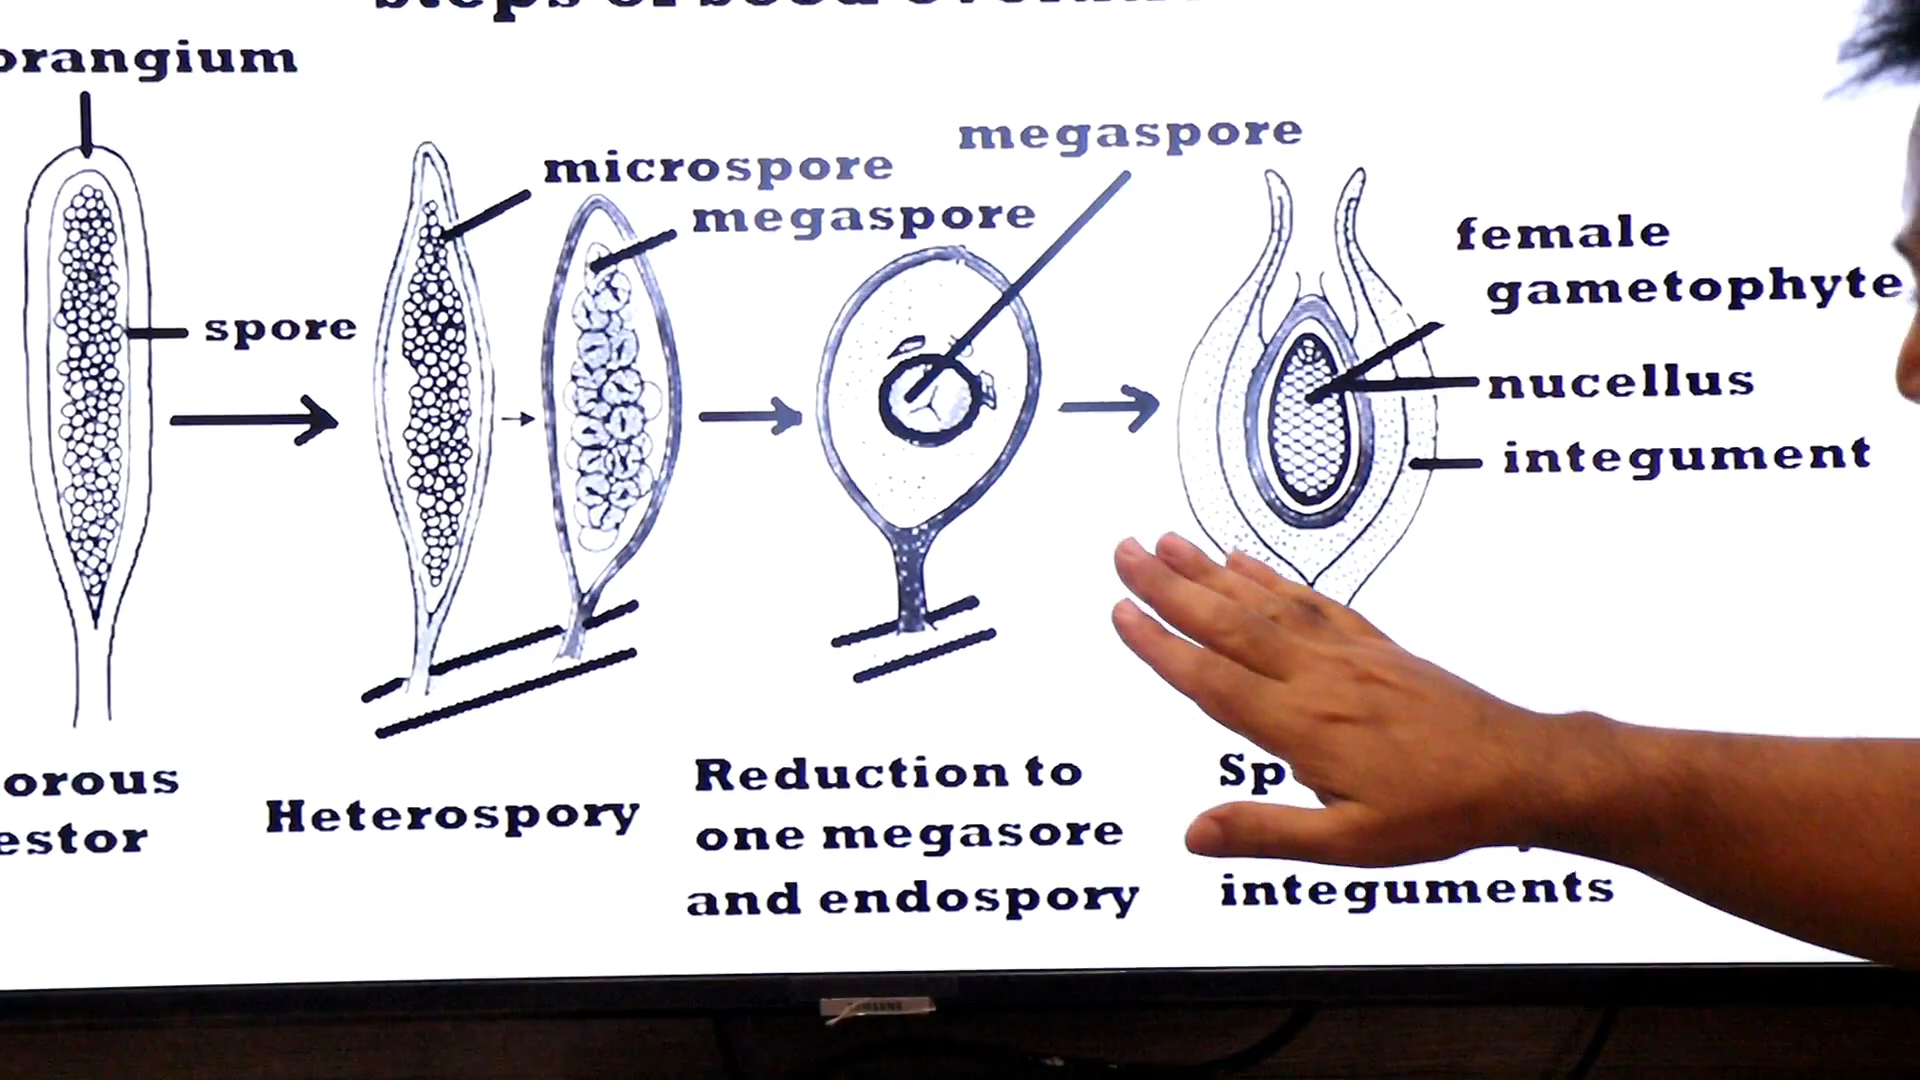 orangium
microspore
megaspore
megaspore
spore
female
gametophyte
nucellus
integument
orous
estor
Heterospory
Reduction to
one megasore
and endospory
Sp
integuments
SAMSUNG